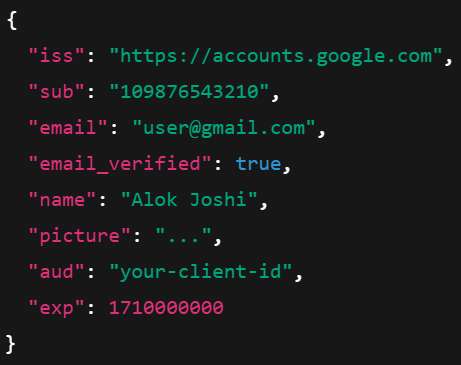 {
  "iss": "https://accounts.google.com",
  "sub": "109876543210",
  "email": "user@gmail.com",
  "email_verified": true,
  "name": "Alok Joshi",
  "picture": "...",
  "aud": "your-client-id",
  "exp": 1710000000
}